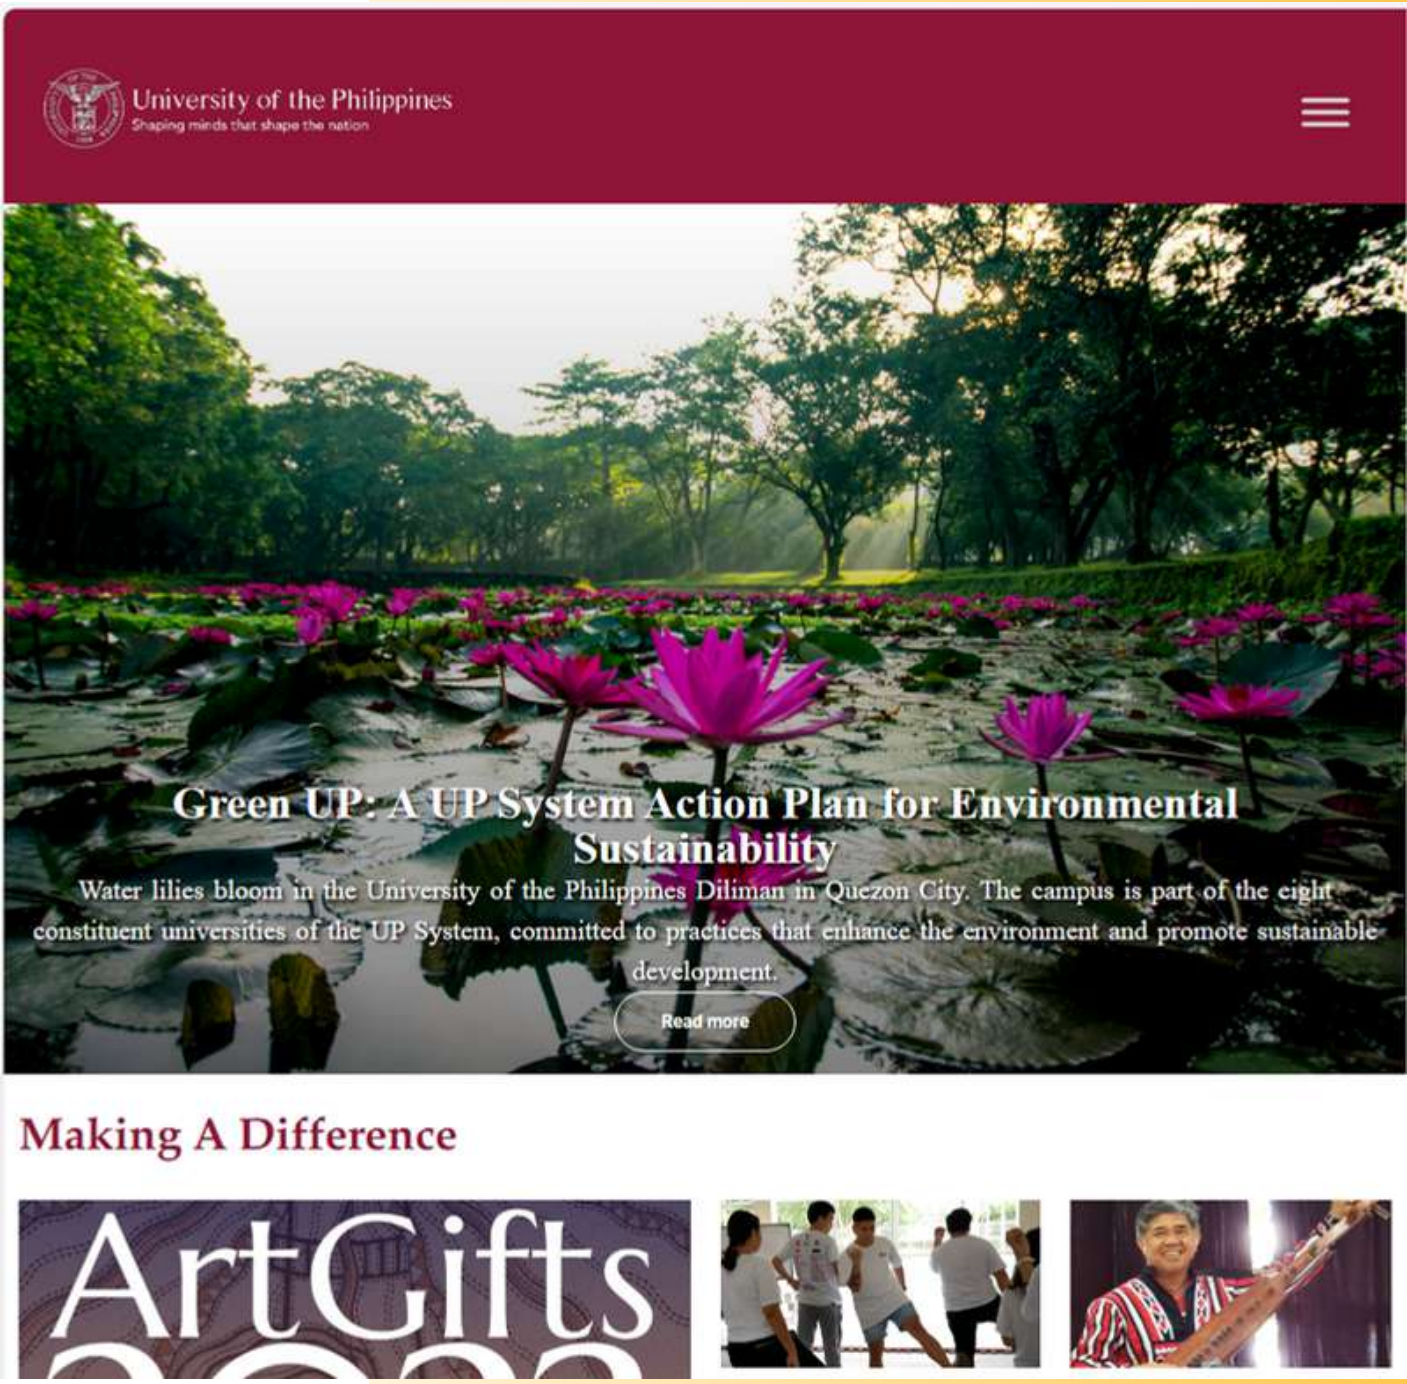 University of the Philippines
Shaping minds that shape the nation
Green UP: A UP System Action Plan for Environmental
Sustainability
Water lilies bloom in the University of the Philippines Diliman in Quezon City. The campus is part of the eight
constituent universities of the UP System, committed to practices that enhance the environment and promote sustainable
development.
Read more
Making A Difference
ArtGifts